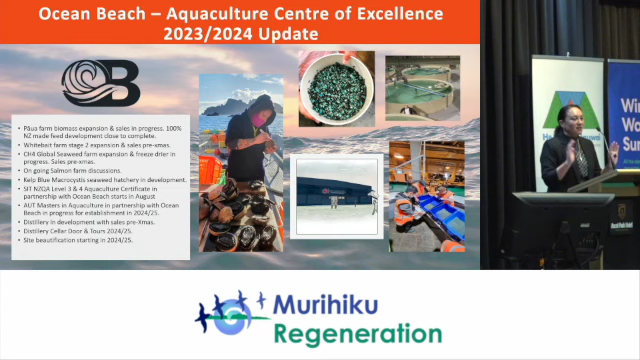 Ocean Beach – Aquaculture Centre of Excellence
2023/2024 Update
OB
• Pāua farm biomass expansion & sales in progress. 100%
NZ made feed development close to complete.
• Whitebait farm stage 2 expansion & sales pre-xmas.
• CH4 Global Seaweed farm expansion & freeze drier in
progress. Sales pre-xmas.
• On going Salmon farm discussions.
• Kelp Blue Macrocystis seaweed hatchery in development.
• SIT NZQA Level 3 & 4 Aquaculture Certificate in
partnership with Ocean Beach starts in August
• AUT Masters in Aquaculture in partnership with Ocean
Beach in progress for establishment in 2024/25.
• Distillery in development with sales pre-Xmas.
• Distillery Cellar Door & Tours 2024/25.
• Site beautification starting in 2024/25.
Murihiku
Regeneration